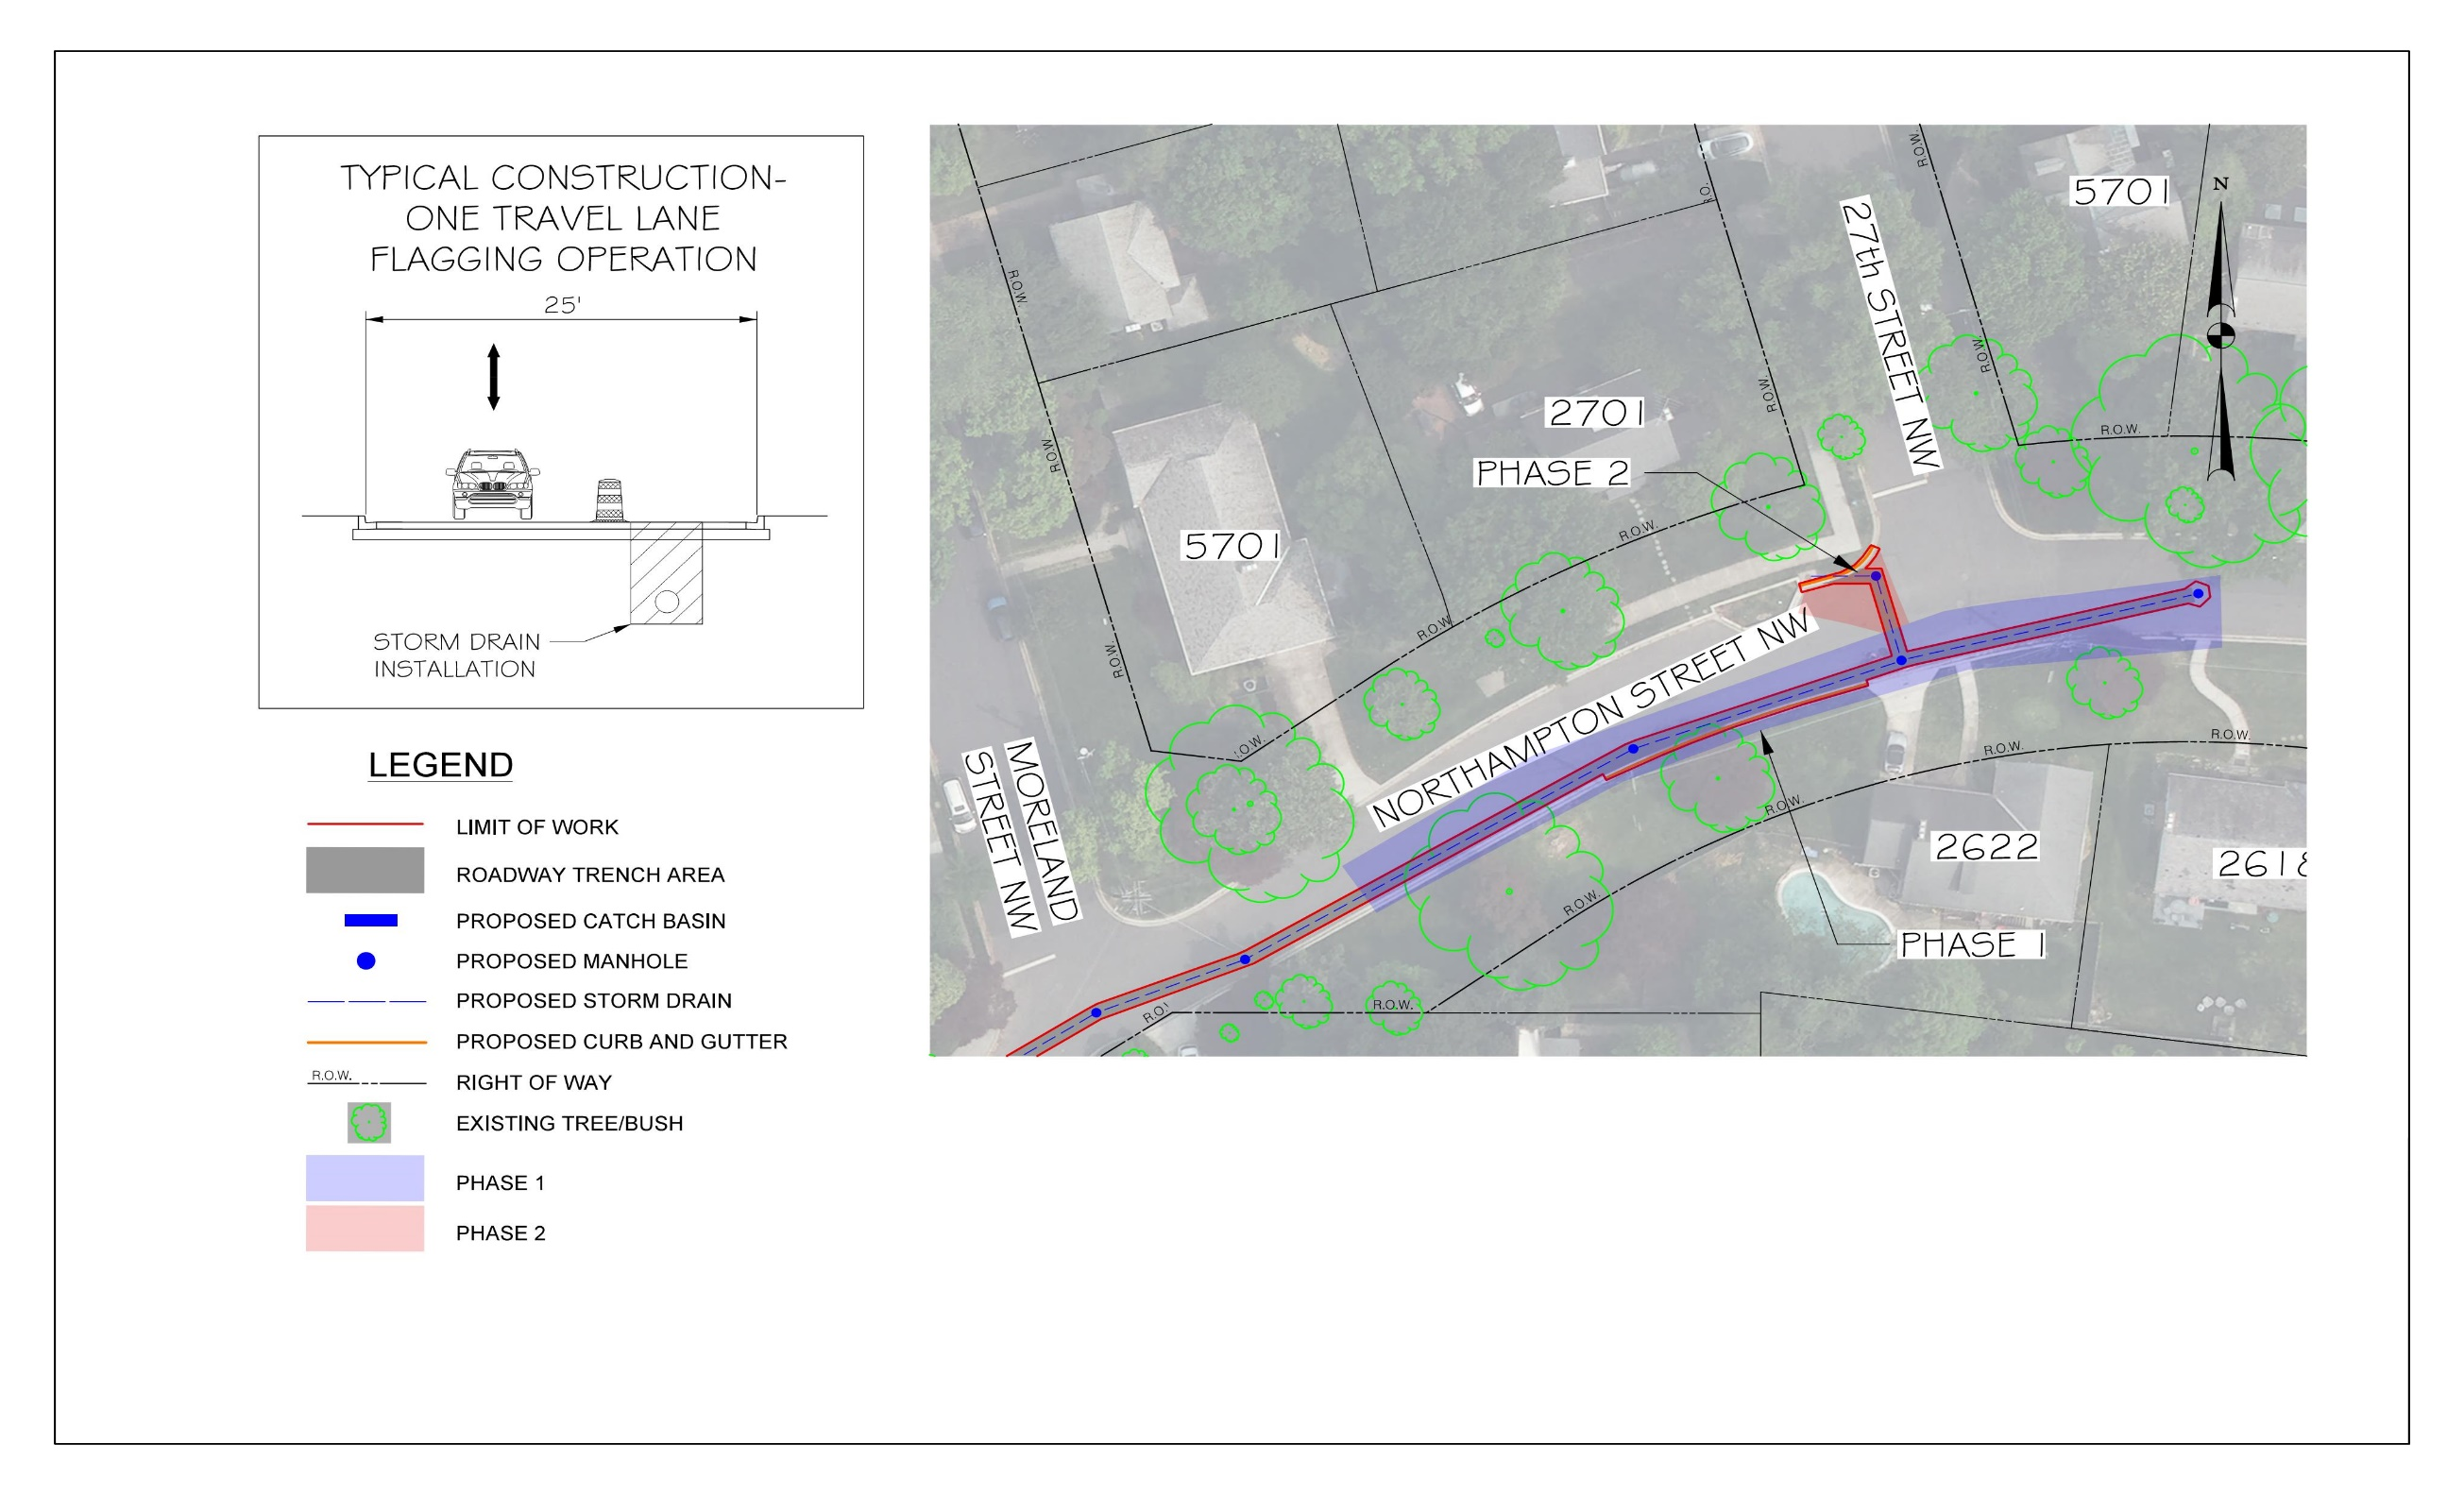 TYPICAL CONSTRUCTION-
ONE TRAVEL LANE
FLAGGING OPERATION
25'
STORM DRAIN
INSTALLATION
LEGEND
LIMIT OF WORK
ROADWAY TRENCH AREA
PROPOSED CATCH BASIN
PROPOSED MANHOLE
PROPOSED STORM DRAIN
PROPOSED CURB AND GUTTER
R.O.W.
RIGHT OF WAY
EXISTING TREE/BUSH
PHASE 1
PHASE 2
R.O.W.
R.O.
R.O.W.
5701
N
27th STREET NW
R.O.W.
R.O.W.
R.O.W.
2701
R.O.W.
R.O.W.
PHASE 2
5701
R.O.W.
R.O.W.
R.O.W.
NORTHAMPTON STREET NW
MORELAND
STREET NW
.O.W.
R.O.W.
R.O.W.
R.O.W.
2622
2618
R.O.W.
PHASE 1
R.O.W.
R.O.